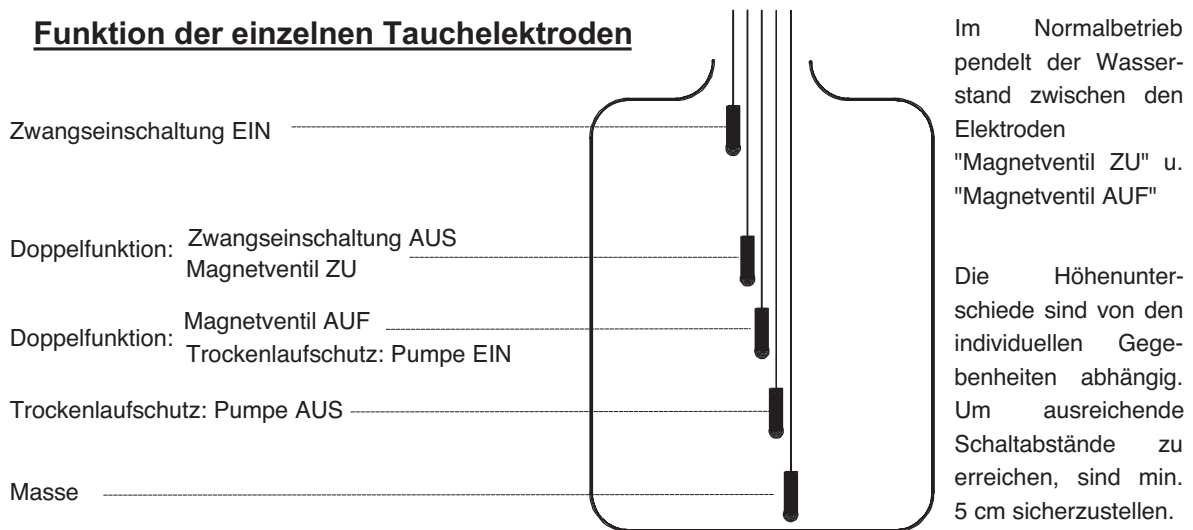 Funktion der einzelnen Tauchelektroden
Zwangseinschaltung EIN
Doppelfunktion: Zwangseinschaltung AUS
Magnetventil ZU
Doppelfunktion: Magnetventil AUF
Trockenlaufschutz: Pumpe EIN
Trockenlaufschutz: Pumpe AUS
Masse
Im Normalbetrieb
pendelt der Wasser-
stand zwischen den
Elektroden
"Magnetventil ZU" u.
"Magnetventil AUF"
Die Höhenunter-
schiede sind von den
individuellen Gege-
benheiten abhängig.
Um ausreichende
Schaltabstände zu
erreichen, sind min.
5 cm sicherzustellen.